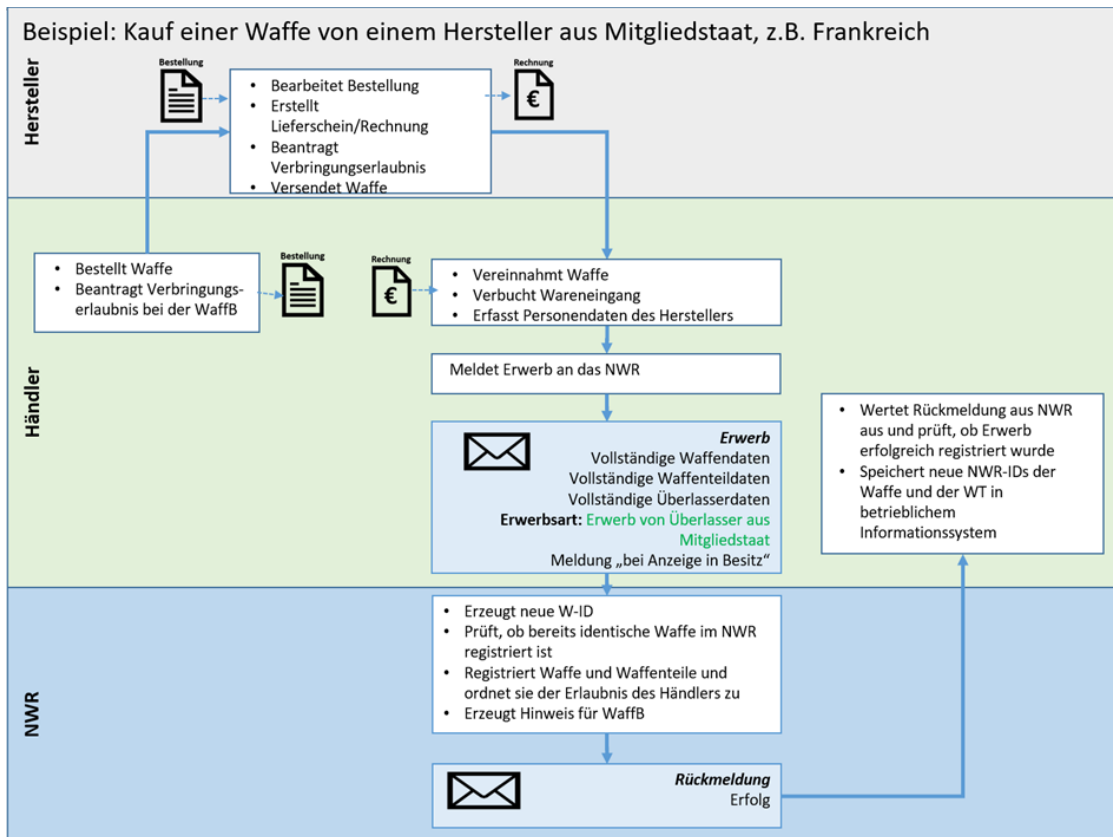 Beispiel: Kauf einer Waffe von einem Hersteller aus Mitgliedstaat, z.B. Frankreich
Hersteller
Bestellung
• Bearbeitet Bestellung
• Erstellt
Lieferschein/Rechnung
• Beantragt
Verbringungserlaubnis
• Versendet Waffe
Rechnung
€
Händler
• Bestellt Waffe
• Beantragt Verbringungs-
erlaubnis bei der WaffB
Bestellung
Rechnung
€
• Vereinnahmt Waffe
• Verbucht Wareneingang
• Erfasst Personendaten des Herstellers
Meldet Erwerb an das NWR
Erwerb
Vollständige Waffendaten
Vollständige Waffenteildaten
Vollständige Überlasserdaten
Erwerbsart: Erwerb von Überlasser aus
Mitgliedstaat
Meldung „bei Anzeige in Besitz“
• Wertet Rückmeldung aus NWR
aus und prüft, ob Erwerb
erfolgreich registriert wurde
• Speichert neue NWR-IDs der
Waffe und der WT in
betrieblichem
Informationssystem
NWR
• Erzeugt neue W-ID
• Prüft, ob bereits identische Waffe im NWR
registriert ist
• Registriert Waffe und Waffenteile und
ordnet sie der Erlaubnis des Händlers zu
• Erzeugt Hinweis für WaffB
Rückmeldung
Erfolg